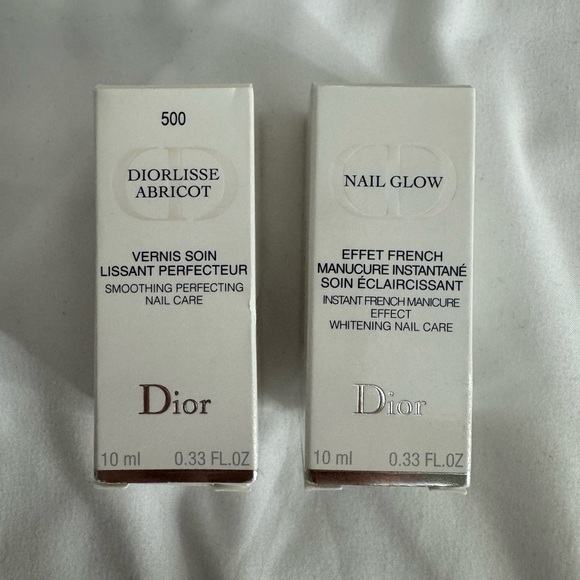 500
DIORLISSE
ABRICOT
VERNIS SOIN
LISSANT PERFECTEUR
SMOOTHING PERFECTING
NAIL CARE
Dior
10 ml 0.33 FL.OZ
NAIL GLOW
EFFET FRENCH
MANUCURE INSTANTANÉ
SOIN ÉCLAIRCISSANT
INSTANT FRENCH MANICURE
EFFECT
WHITENING NAIL CARE
Dior
10 ml 0.33 FL.OZ